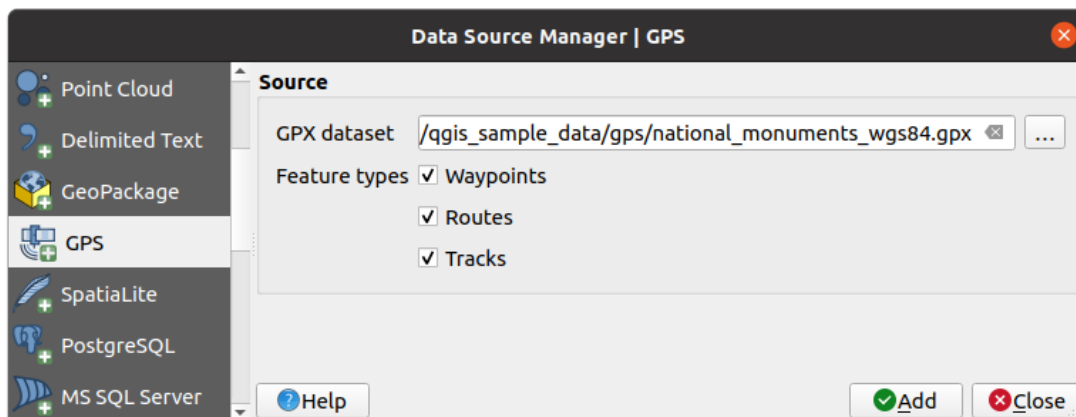 Data Source Manager | GPS
Point Cloud
Delimited Text
GeoPackage
GPS
SpatiaLite
PostgreSQL
MS SQL Server
Source
GPX dataset /qgis_sample_data/gps/national_monuments_wgs84.gpx ...
Feature types Waypoints
Routes
Tracks
Help Add Close